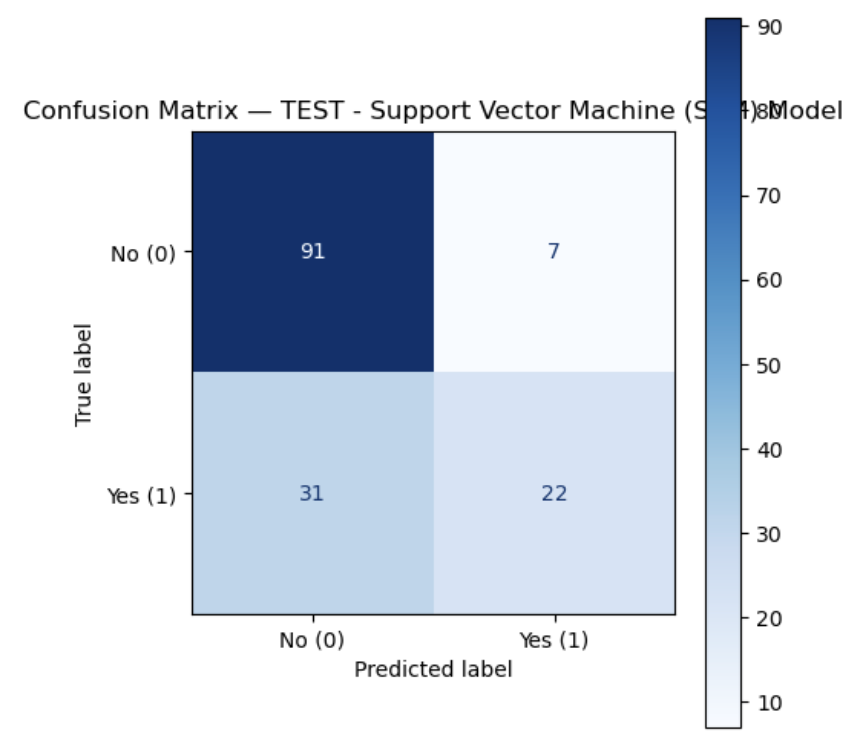 90
Confusion Matrix — TEST - Support Vector Machine (S 4) Model
80
No (0)
91
7
70
60
50
True label
40
Yes (1)
31
22
30
20
No (0)
Yes (1)
Predicted label
10